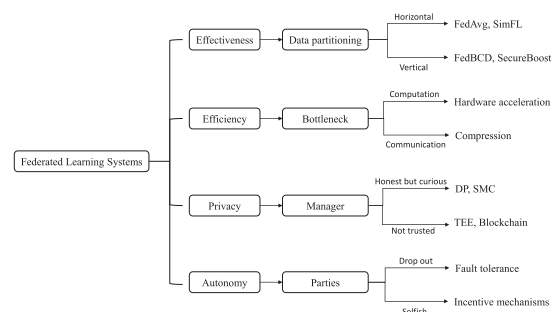 Horizontal
FedAvg, SimFL
Effectiveness
Data partitioning
Vertical
FedBCD, SecureBoost
Computation
Hardware acceleration
Efficiency
Bottleneck
Communication
Compression
Federated Learning Systems
Honest but curious
DP, SMC
Privacy
Manager
Not trusted
TEE, Blockchain
Drop out
Fault tolerance
Autonomy
Parties
Selfish
Incentive mechanisms